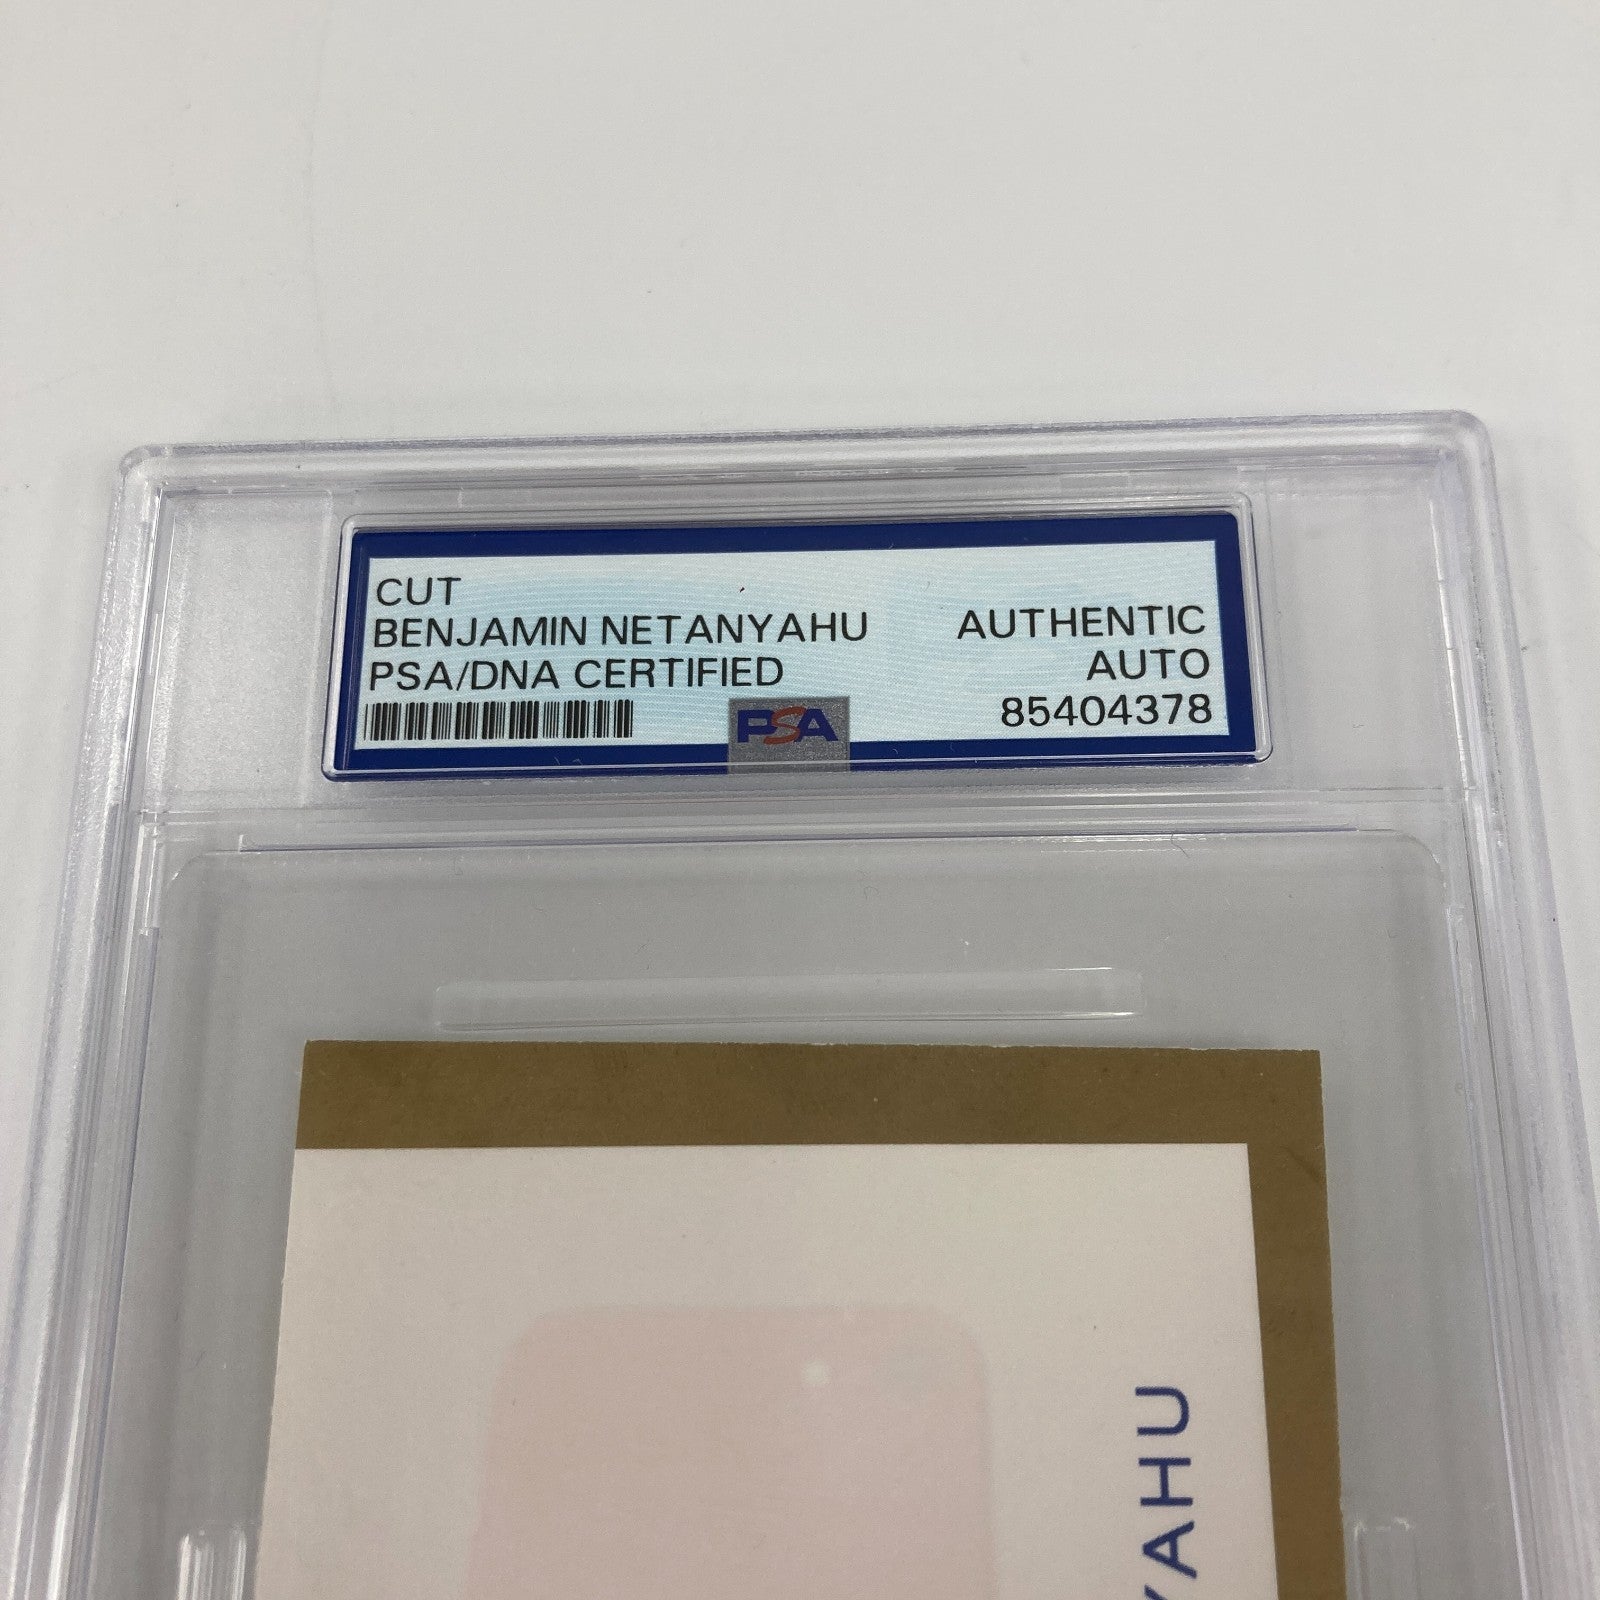 CUT
BENJAMIN NETANYAHU
PSA/DNA CERTIFIED
AUTHENTIC
AUTO
85404378
PSA
YAHU